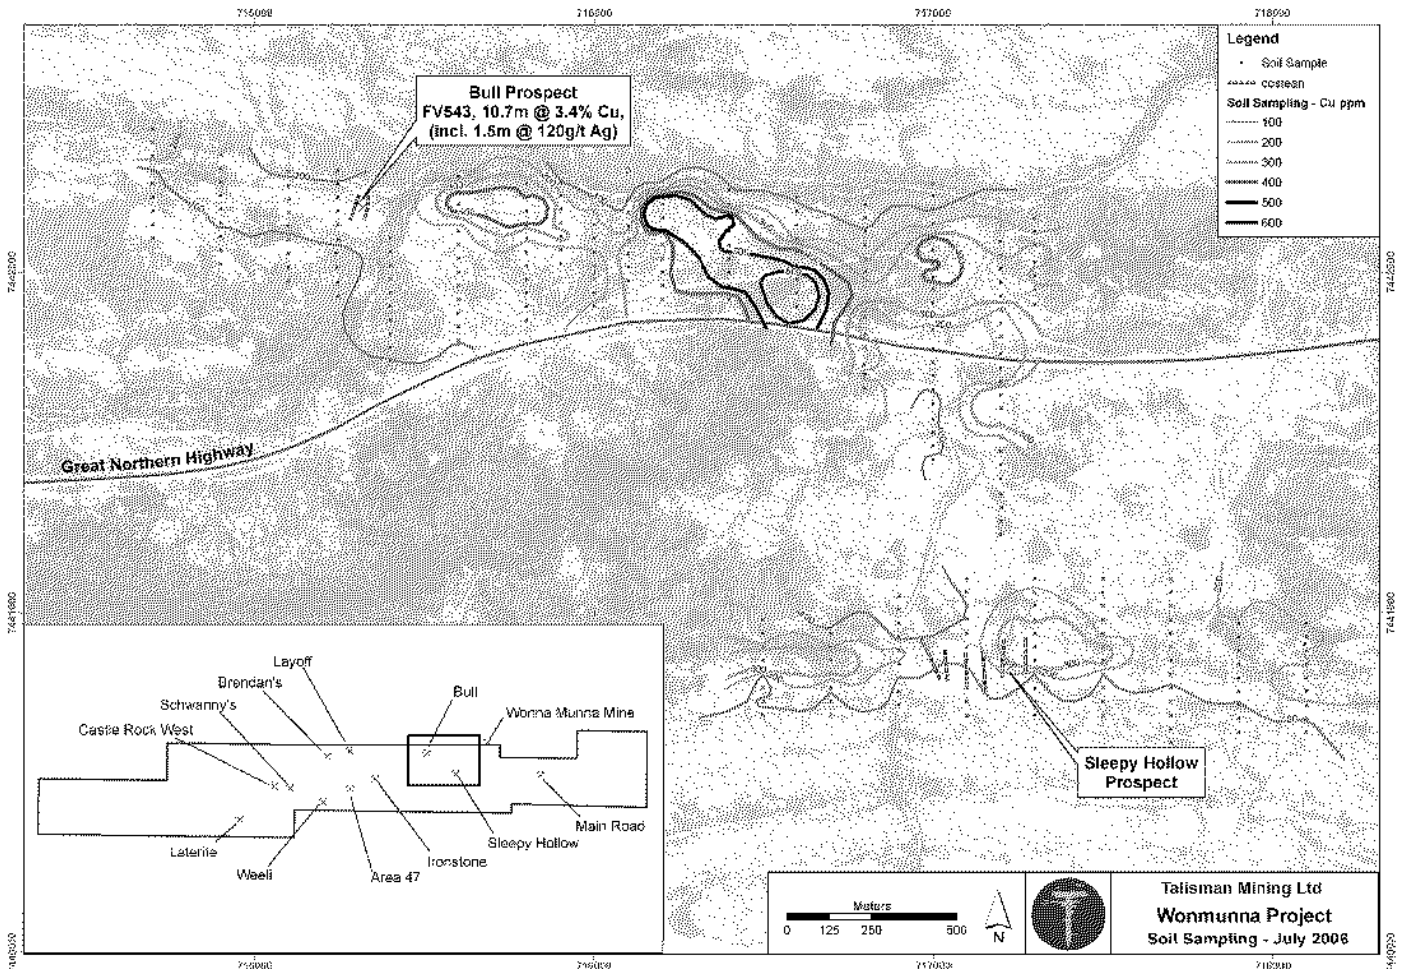 717000
Legend
Soil Sample
costean
Soil Sampling - Cu ppm
100
200
300
400
500
600
Bull Prospect
FV543, 10.7m @ 3.4% Cu,
(incl. 1.5m @ 120g/t Ag)
Great Northern Highway
Layoff
Brendan's
Schwanny's
Castle Rock West
Bull
Wonna Munna Mine
Laterite
Weeli
Area 47
Ironstone
Sleepy Hollow
Main Road
Sleepy Hollow
Prospect
Meters
0 125 250 500
N
Talisman Mining Ltd
Wonmunna Project
Soil Sampling - July 2006